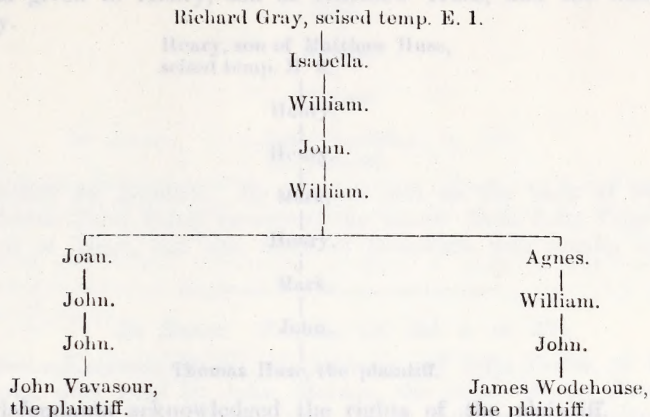 Richard Gray, seised temp. E. 1.
Isabella.
William.
John.
William.
Joan.
Agnes.
John.
William.
John.
John.
John Vavasour,
the plaintiff.
James Wodehouse,
the plaintiff.